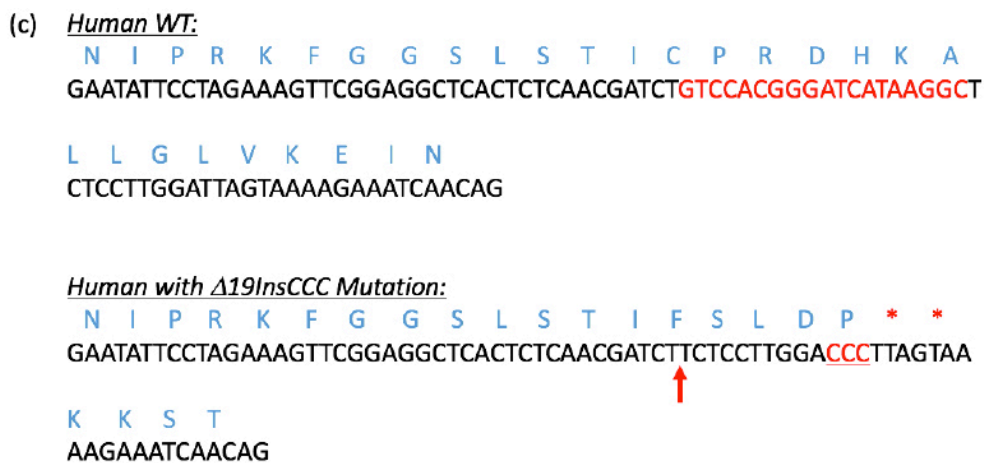 (c) Human WT:
N I P R K F G G S L S T I C P R D H K A
GAATATTCCTAGAAAGTTCGGAGGCTCACTCTCAACGATCTGTCCACGGGATCATAAGGCT
L L G L V K E I N
CTCCTTGGATTAGTAAAAGAAATCAACAG
Human with Δ19InsCCC Mutation:
N I P R K F G G S L S T I F S L D P * *
GAATATTCCTAGAAAGTTCGGAGGCTCACTCTCAACGATCTTCTCCTTGGACCCTTAGTAA
K K S T
AAGAAATCAACAG